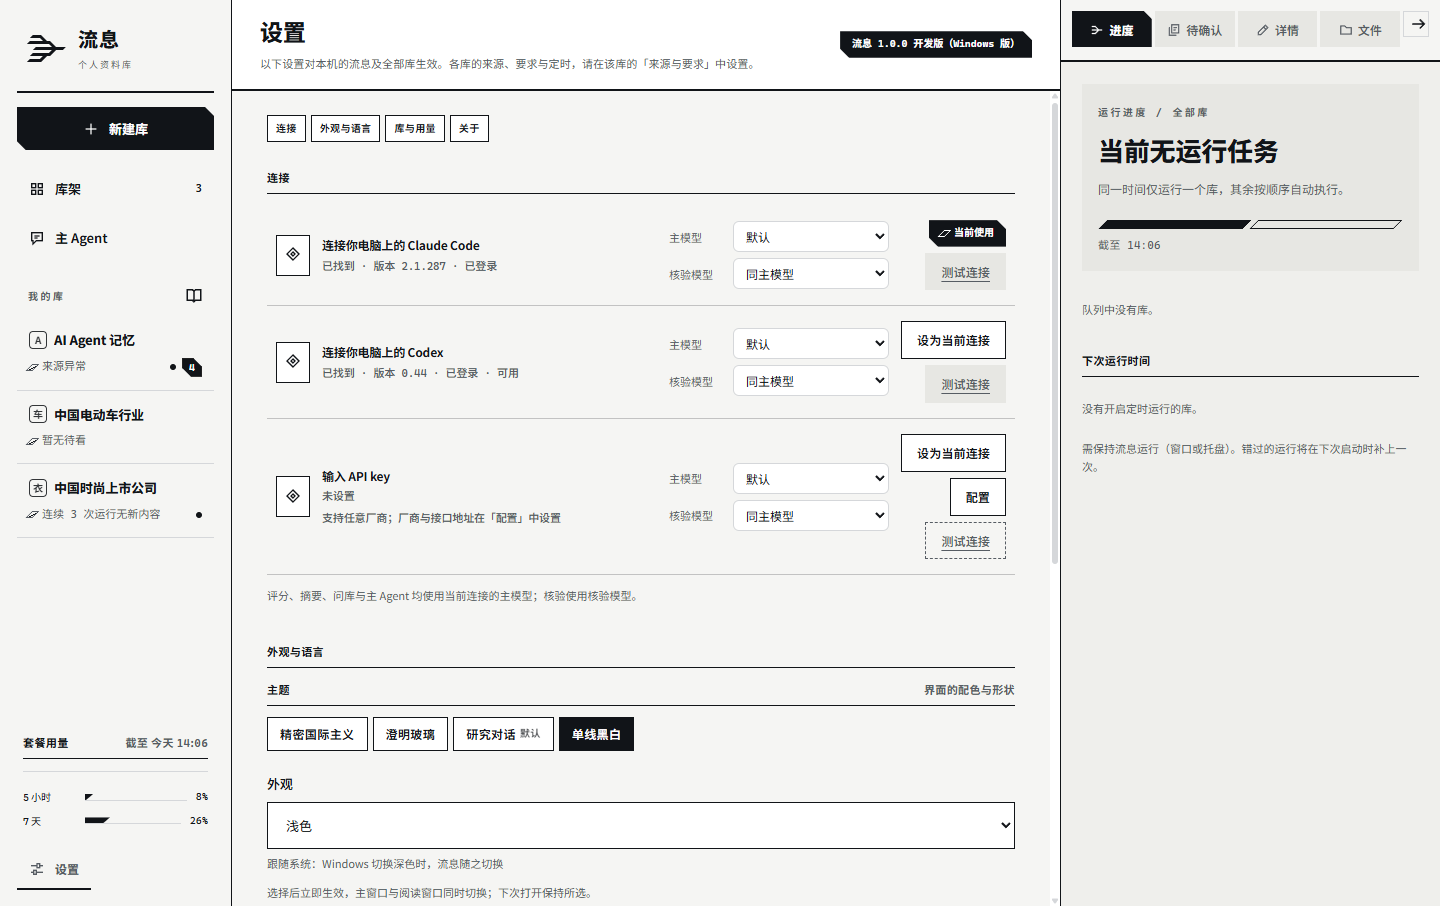 流息
个人资料库
新建库
库架 3
主 Agent
我的库
A AI Agent 记忆
来源异常 4
车 中国电动车行业
暂无待看
衣 中国时尚上市公司
连续 3 次运行无新内容
套餐用量 截至 今天 14:06
5 小时 8%
7 天 26%
设置
设置
以下设置对本机的流息及全部库生效。各库的来源、要求与定时，请在该库的「来源与要求」中设置。
流息 1.0.0 开发版 (Windows 版)
连接 外观与语言 库与用量 关于
连接
连接你电脑上的 Claude Code
已找到 · 版本 2.1.287 · 已登录
主模型 默认
核验模型 同主模型
当前使用
测试连接
连接你电脑上的 Codex
已找到 · 版本 0.44 · 已登录 · 可用
主模型 默认
核验模型 同主模型
设为当前连接
测试连接
输入 API key
未设置
支持任意厂商；厂商与接口地址在「配置」中设置
主模型 默认
核验模型 同主模型
设为当前连接
配置
测试连接
评分、摘要、问库与主 Agent 均使用当前连接的主模型；核验使用核验模型。
外观与语言
主题 界面的配色与形状
精密国际主义 澄明玻璃 研究对话 默认 单线黑白
外观
浅色
跟随系统：Windows 切换深色时，流息随之切换
选择后立即生效，主窗口与阅读窗口同时切换；下次打开保持所选。
进度 待确认 详情 文件
运行进度 / 全部库
当前无运行任务
同一时间仅运行一个库，其余按顺序自动执行。
截至 14:06
队列中没有库。
下次运行时间
没有开启定时运行的库。
需保持流息运行（窗口或托盘）。错过的运行将在下次启动时补上一
次。